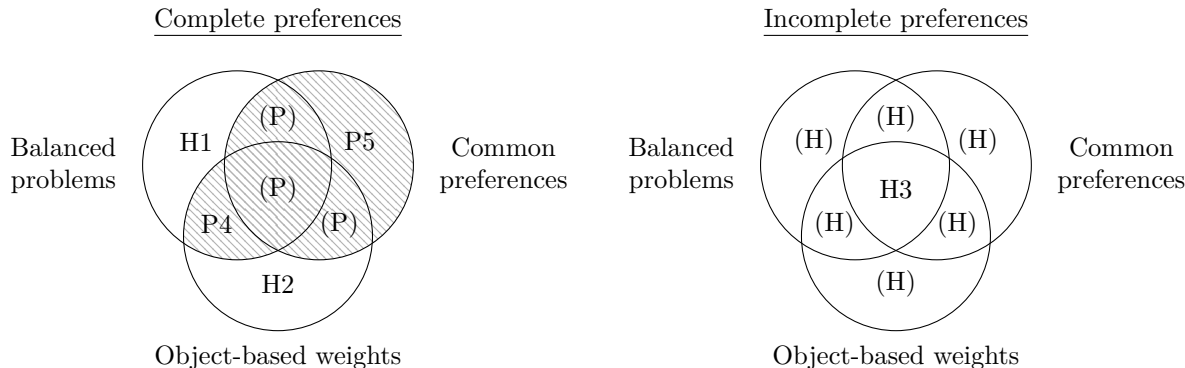 Complete preferences
Incomplete preferences
(P)
H1
P5
Balanced
problems
Common
preferences
(P)
P4
(P)
H2
Object-based weights
(H)
(H)
(H)
Balanced
problems
Common
preferences
H3
(H)
(H)
(H)
Object-based weights